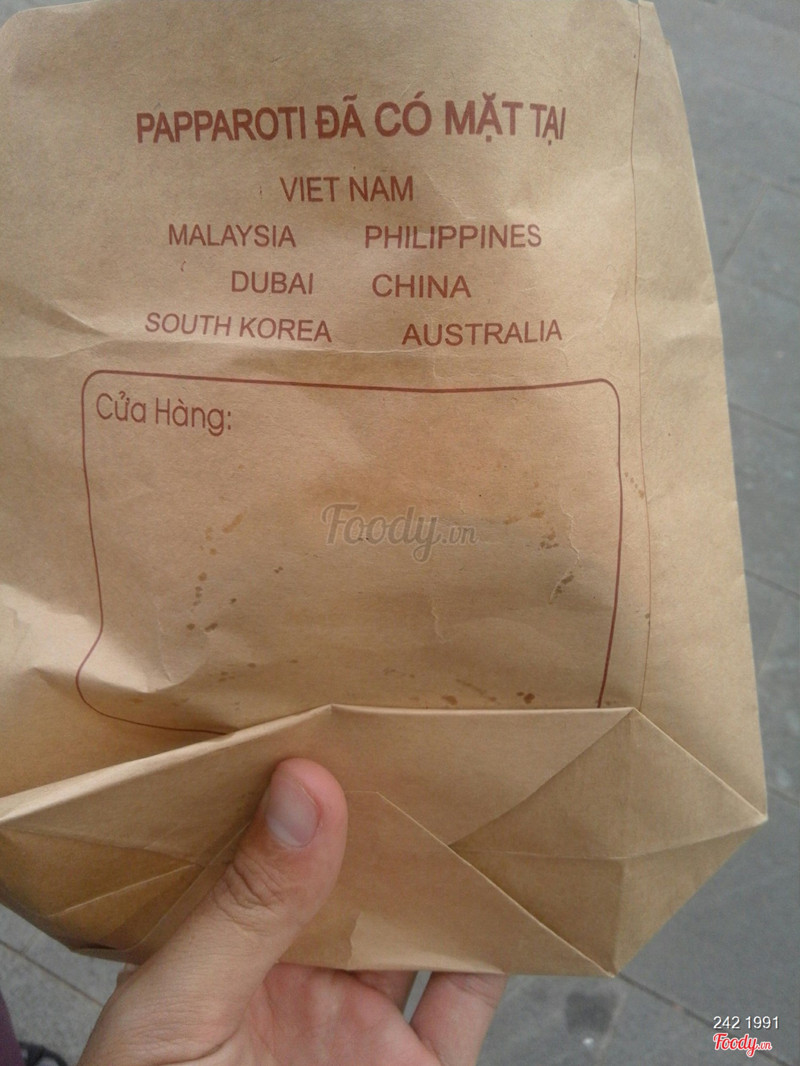 PAPPAROTI ĐÃ CÓ MẶT TẠI
VIET NAM
MALAYSIA PHILIPPINES
DUBAI CHINA
SOUTH KOREA AUSTRALIA
Cửa Hàng:
Foody.vn
242 1991
Foody.vn